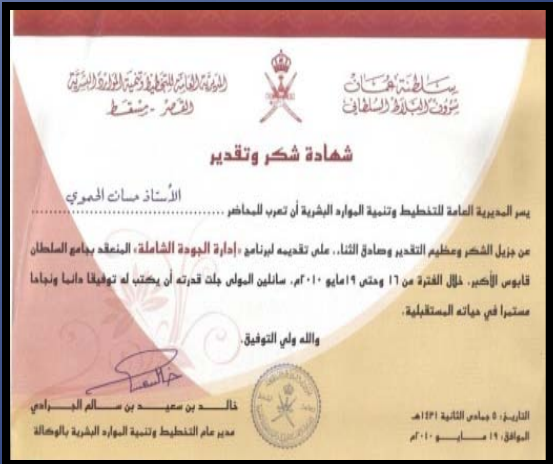 سلطنة عمان
شؤون البلاط السلطاني
المديرية العامة للتخطيط وتنمية الموارد البشرية
القصر - مسقط
شهادة شكر وتقدير
يسر المديرية العامة للتخطيط وتنمية الموارد البشرية أن تعرب للمحاضر الأستاذ حسان الحموي
عن جزيل الشكر وعظيم التقدير وصادق الثناء.. على تقديمه لبرنامج «إدارة الجودة الشاملة» المنعقد بجامع السلطان
قابوس الأكبر، خلال الفترة من ١٦ وحتى ١٩ مايو ٢٠١٠م، سائلين المولى جلت قدرته أن يكتب له توفيقا دائما ونجاحا
مستمرا في حياته المستقبلية.
والله ولي التوفيق.
خالد بن سعيد بن سالم الجرادي
مدير عام التخطيط وتنمية الموارد البشرية بالوكالة
التاريخ: ٥ جمادى الثانية ١٤٣١هـ
الموافق: ١٩ مايو ٢٠١٠م